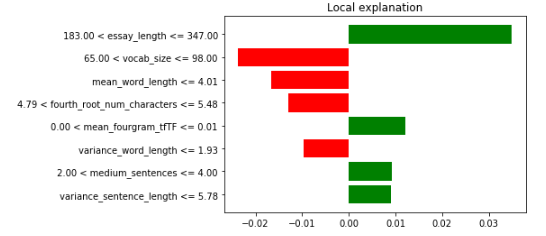 Local explanation
183.00 < essay_length <= 347.00
65.00 < vocab_size <= 98.00
mean_word_length <= 4.01
4.79 < fourth_root_num_characters <= 5.48
0.00 < mean_fourgram_tfTF <= 0.01
variance_word_length <= 1.93
2.00 < medium_sentences <= 4.00
variance_sentence_length <= 5.78
−0.02 −0.01 0.00 0.01 0.02 0.03